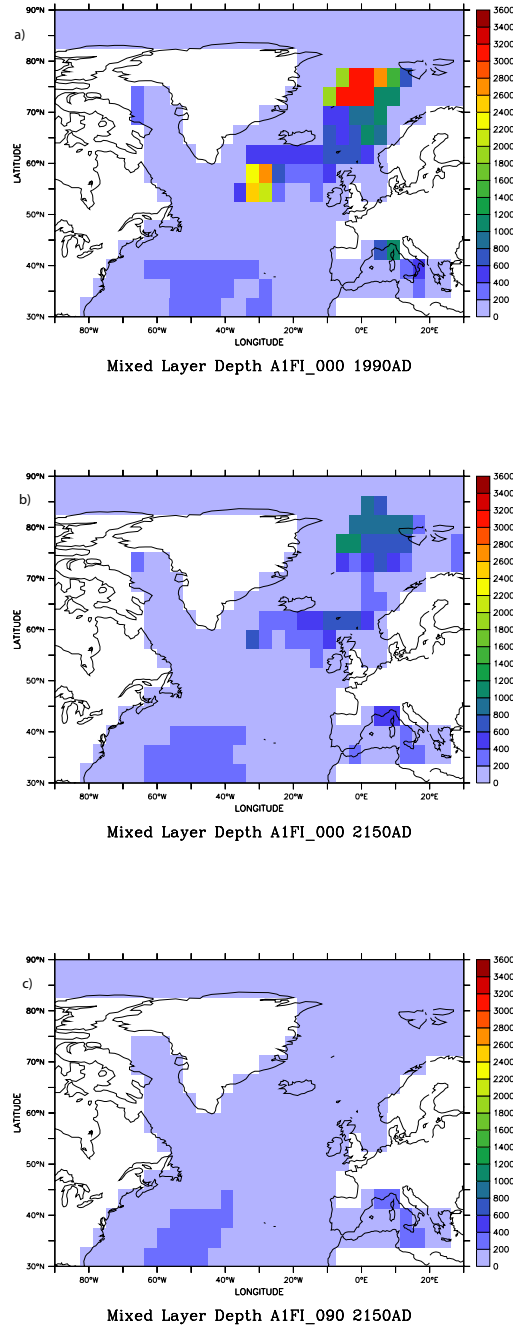 a)
90°N
80°N
70°N
60°N
50°N
40°N
30°N
LATITUDE
80°W
60°W
40°W
20°W
0°E
20°E
LONGITUDE
3600
3400
3200
3000
2800
2600
2400
2200
2000
1800
1600
1400
1200
1000
800
600
400
200
0
Mixed Layer Depth A1FI_000 1990AD
b)
90°N
80°N
70°N
60°N
50°N
40°N
30°N
LATITUDE
80°W
60°W
40°W
20°W
0°E
20°E
LONGITUDE
3600
3400
3200
3000
2800
2600
2400
2200
2000
1800
1600
1400
1200
1000
800
600
400
200
0
Mixed Layer Depth A1FI_000 2150AD
c)
90°N
80°N
70°N
60°N
50°N
40°N
30°N
LATITUDE
80°W
60°W
40°W
20°W
0°E
20°E
LONGITUDE
3600
3400
3200
3000
2800
2600
2400
2200
2000
1800
1600
1400
1200
1000
800
600
400
200
0
Mixed Layer Depth A1FI_090 2150AD